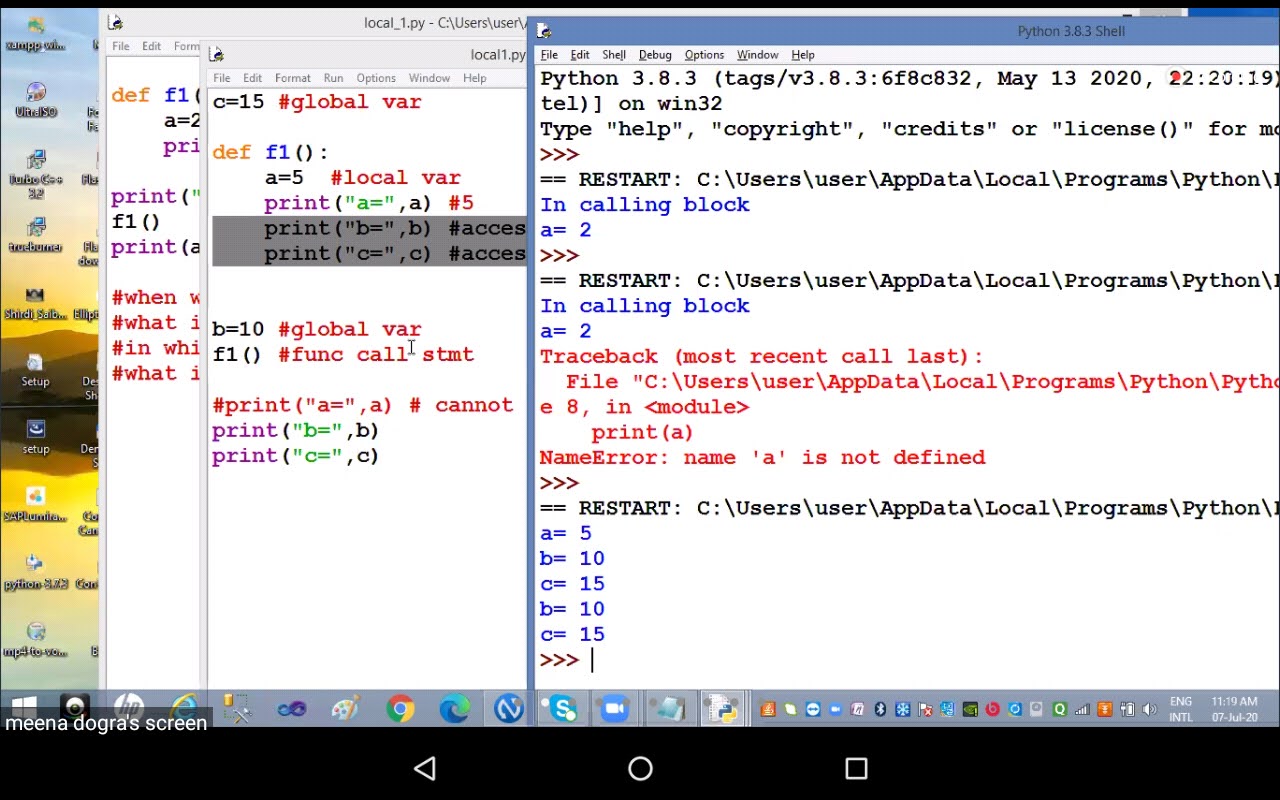 xampp-wi...
UltraISO
Turbo C++
3.2
trueburner
Shirdi_Saib...
Ellipt
Setup
setup
SAPLumira...
python-3.7.3
mp4-to-vo...
local_1.py - C:\Users\user\A
File Edit Form
def f1(
a=2
pri
print("
f1()
print(a
#when w
#what i
#in whi
#what i
local1.py
File Edit Format Run Options Window Help
c=15 #global var
def f1():
a=5 #local var
print("a=",a) #5
print("b=",b) #acces
print("c=",c) #acces
b=10 #global var
f1() #func call stmt
#print("a=",a) # cannot
print("b=",b)
print("c=",c)
Python 3.8.3 Shell
File Edit Shell Debug Options Window Help
Python 3.8.3 (tags/v3.8.3:6f8c832, May 13 2020, 22:20:19)
tel)] on win32
Type "help", "copyright", "credits" or "license()" for mo
>>>
== RESTART: C:\Users\user\AppData\Local\Programs\Python\
In calling block
a= 2
>>>
== RESTART: C:\Users\user\AppData\Local\Programs\Python\
In calling block
a= 2
Traceback (most recent call last):
File "C:\Users\user\AppData\Local\Programs\Python\Pytho
e 8, in <module>
print(a)
NameError: name 'a' is not defined
>>>
== RESTART: C:\Users\user\AppData\Local\Programs\Python\
a= 5
b= 10
c= 15
b= 10
c= 15
>>>
ENG
INTL
11:19 AM
07-Jul-20
meena dogra's screen